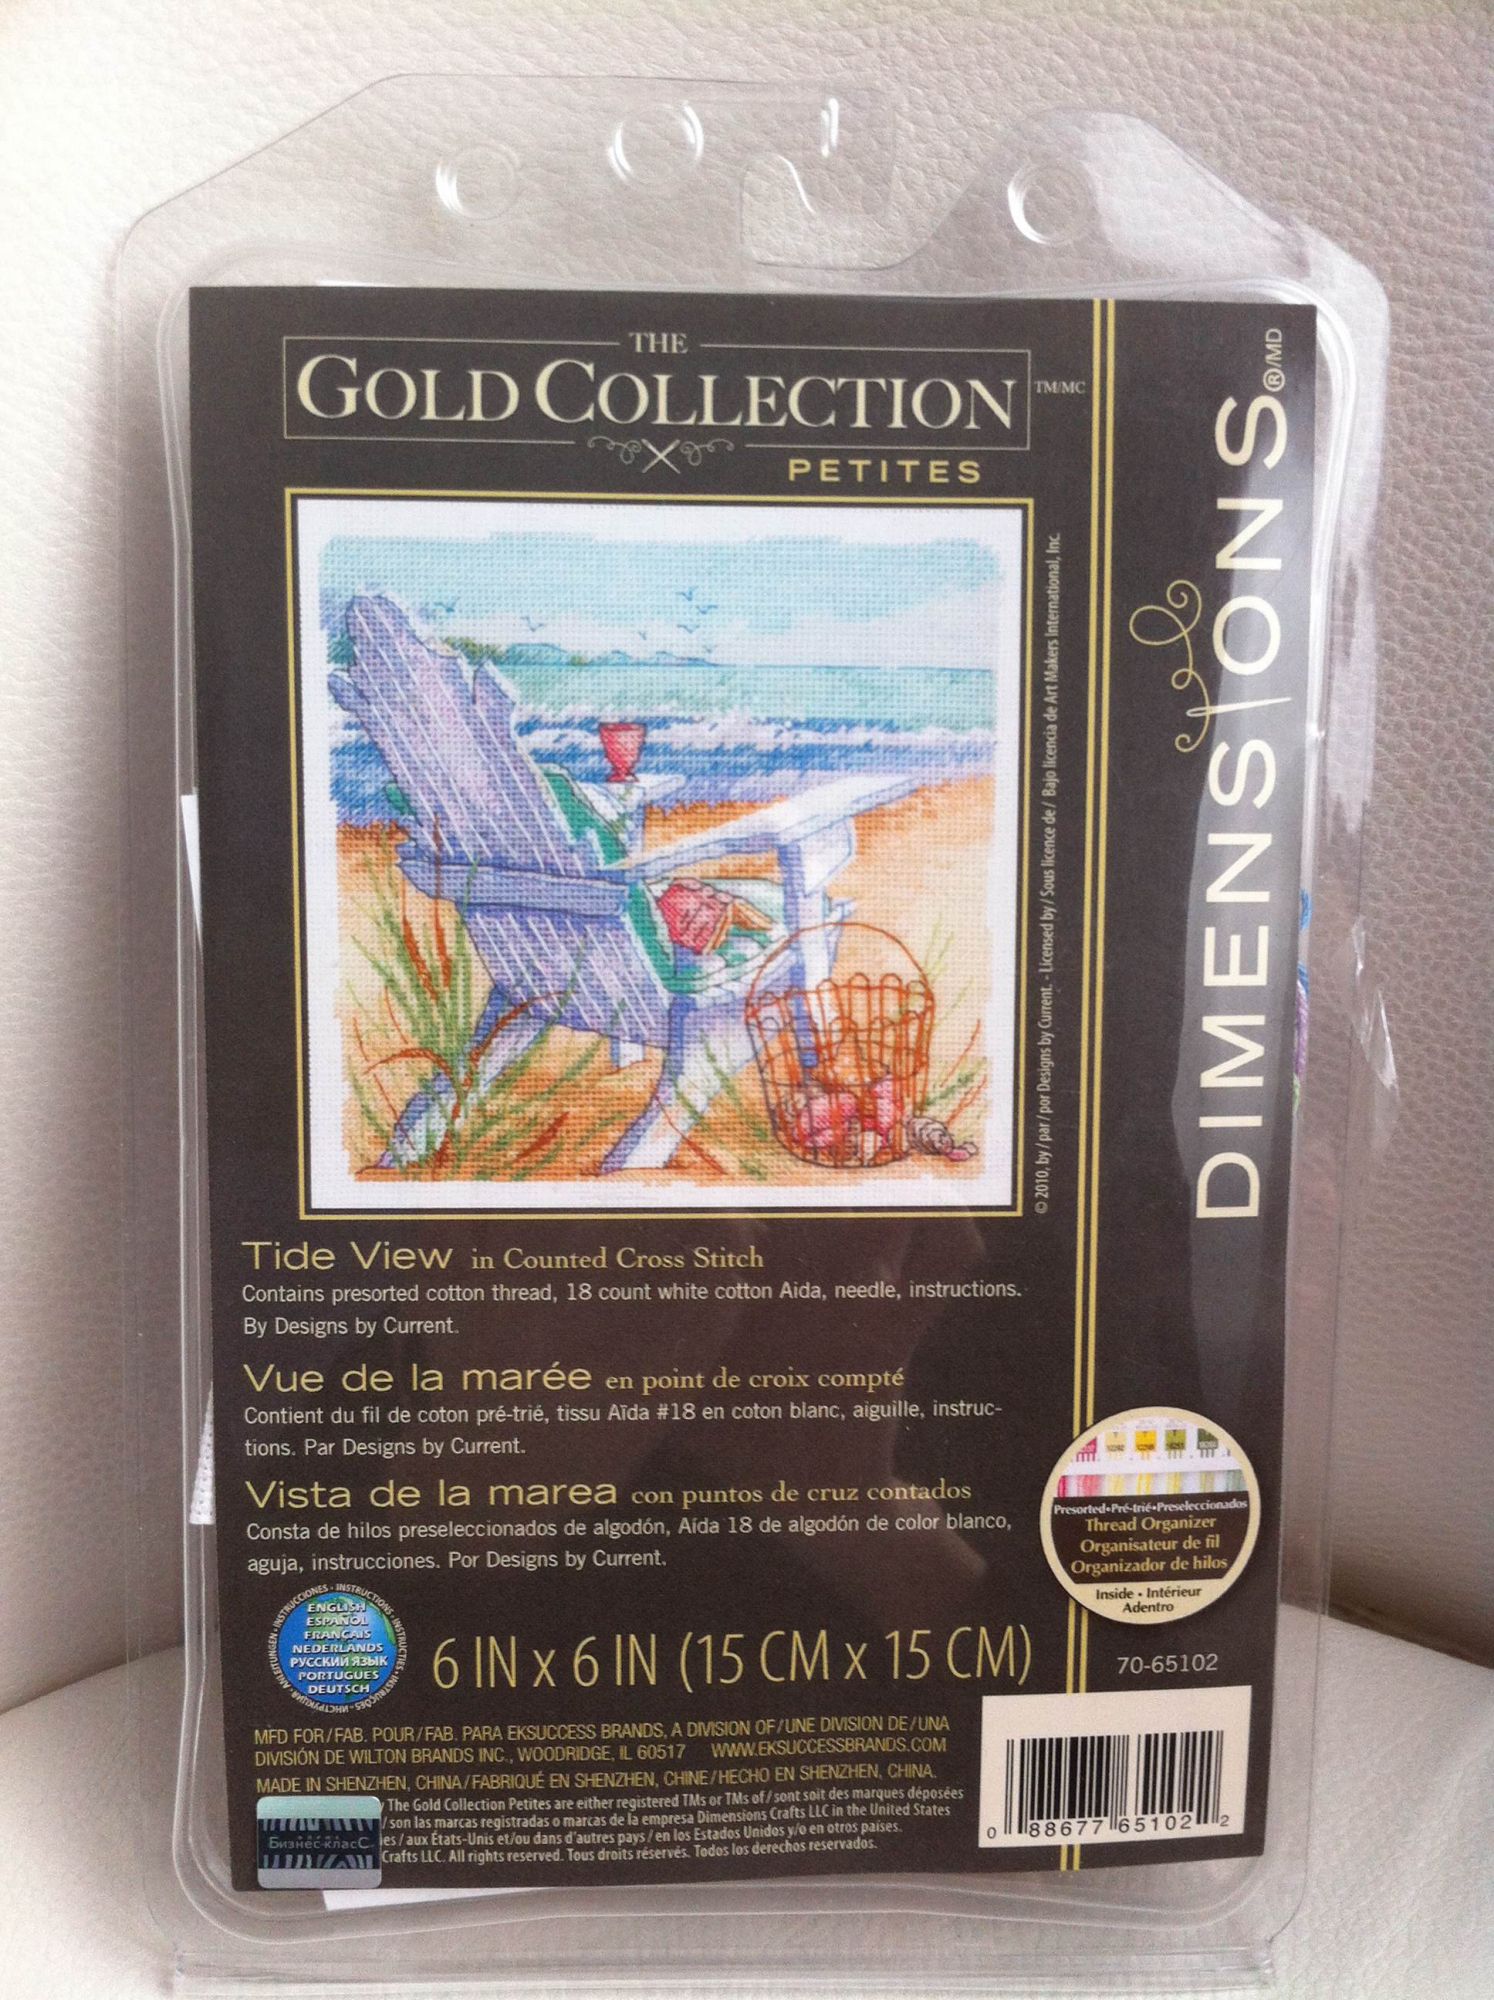 THE
GOLD COLLECTION TM/MC
PETITES
DIMENSIONS®/MD
© 2010, by / par / por Designs by Current. - Licensed by / Sous licence de / Bajo licencia de Art Makers International, Inc.
Tide View in Counted Cross Stitch
Contains presorted cotton thread, 18 count white cotton Aida, needle, instructions.
By Designs by Current.
Vue de la marée en point de croix compté
Contient du fil de coton pré-trié, tissu Aïda #18 en coton blanc, aiguille, instruc-
tions. Par Designs by Current.
Vista de la marea con puntos de cruz contados
Consta de hilos preseleccionados de algodón, Aída 18 de algodón de color blanco,
aguja, instrucciones. Por Designs by Current.
Presorted•Pré-trié•Preseleccionados
Thread Organizer
Organisateur de fil
Organizador de hilos
Inside • Intérieur
Adentro
INSTRUCCIONES - INSTRUCTIONS - INSTRUCTIES - INSTRUÇÕES - ИНСТРУКЦИЯ - ANLEITUNGEN -
ENGLISH
ESPAÑOL
FRANÇAIS
NEDERLANDS
РУССКИЙ ЯЗЫК
PORTUGUES
DEUTSCH
6 IN x 6 IN (15 CM x 15 CM)
70-65102
MFD FOR/FAB. POUR/FAB. PARA EKSUCCESS BRANDS, A DIVISION OF/UNE DIVISION DE/UNA
DIVISIÓN DE WILTON BRANDS INC., WOODRIDGE, IL 60517 WWW.EKSUCCESSBRANDS.COM
MADE IN SHENZHEN, CHINA/FABRIQUÉ EN SHENZHEN, CHINE/HECHO EN SHENZHEN, CHINA.
The Gold Collection Petites are either registered TMs or TMs of / sont soit des marques déposées
/ son las marcas registradas o marcas de la empresa Dimensions Crafts LLC in the United States
/ aux États-Unis et/ou dans d'autres pays / en los Estados Unidos y/o en otros países.
Crafts LLC. All rights reserved. Tous droits réservés. Todos los derechos reservados.
Бизнес-класС
0 88677 65102 2